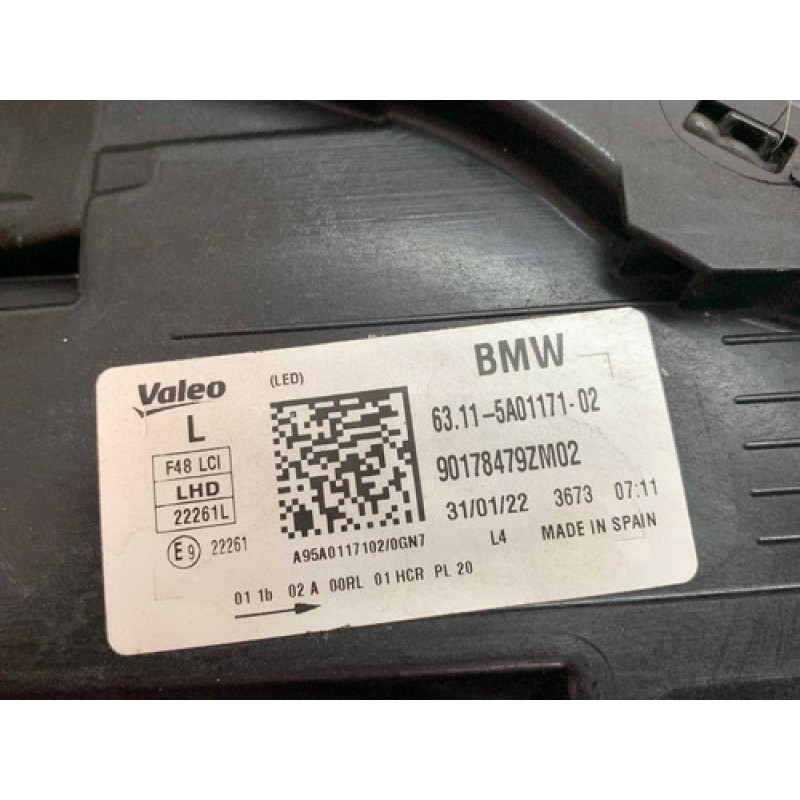 BMW
Valeo
(LED)
L
63.11-5A01171-02
F48 LCI
90178479ZM02
LHD
22261L
31/01/22 3673 07:11
E9 22261
A95A0117102/0GN7
L4 MADE IN SPAIN
01 1b 02 A 00RL 01 HCR PL 20